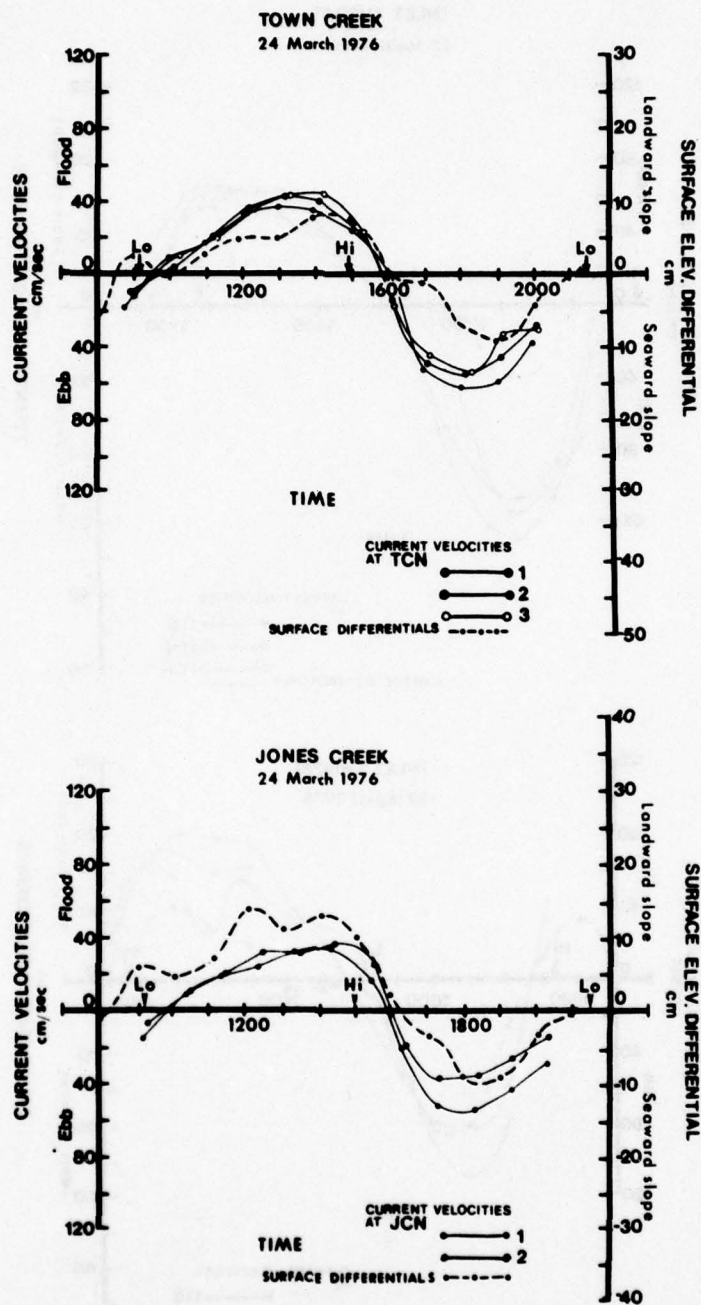 TOWN CREEK
24 March 1976
120
80
40
0
40
80
120
Flood
Ebb
CURRENT VELOCITIES
cm/sec
Lo
Hi
Lo
1200
1600
2000
30
20
10
0
10
20
30
40
50
Landward slope
Seaward slope
SURFACE ELEV. DIFFERENTIAL
cm
TIME
CURRENT VELOCITIES
AT TCN
1
2
3
SURFACE DIFFERENTIALS
JONES CREEK
24 March 1976
120
80
40
0
40
80
120
Flood
Ebb
CURRENT VELOCITIES
cm/sec
Lo
Hi
Lo
1200
1800
40
30
20
10
0
10
20
30
40
Landward slope
Seaward slope
SURFACE ELEV. DIFFERENTIAL
cm
TIME
CURRENT VELOCITIES
AT JCN
1
2
SURFACE DIFFERENTIALS